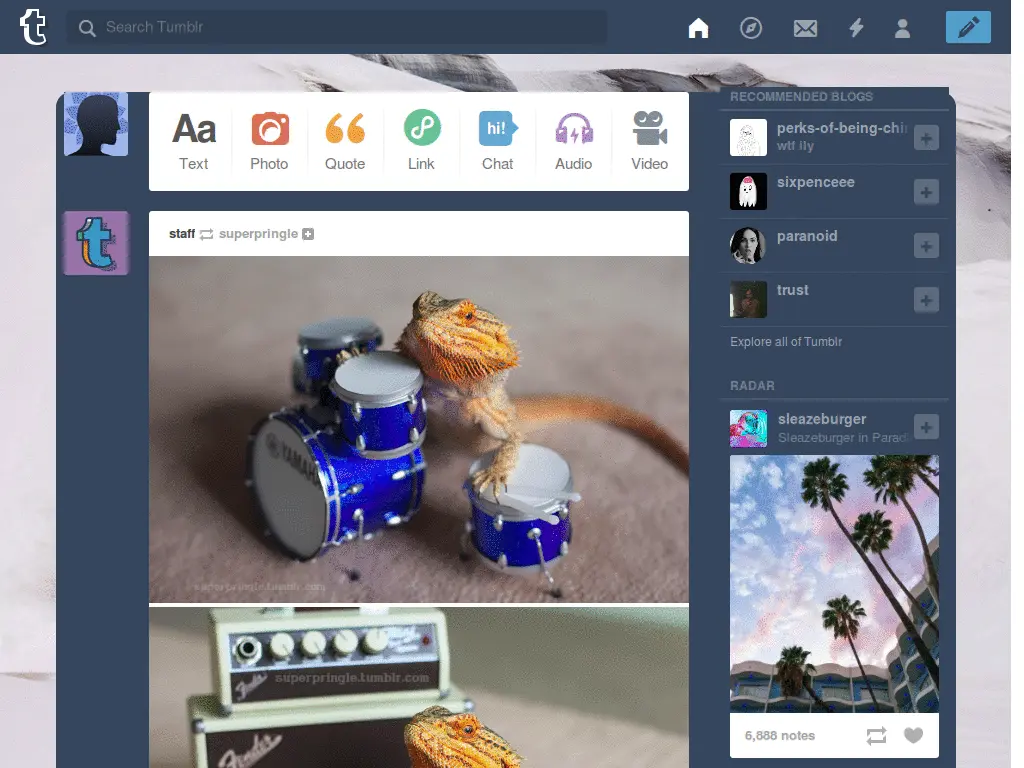 t
Search Tumblr
Aa
Text
Photo
Quote
Link
hi!
Chat
Audio
Video
t
staff superpringle
YAMAHA
superpringle.tumblr.com
superpringle.tumblr.com
Fender
Fender
RECOMMENDED BLOGS
perks-of-being-chi
wtf ily
sixpenceee
paranoid
trust
Explore all of Tumblr
RADAR
sleazeburger
Sleazeburger in Parad
6,888 notes